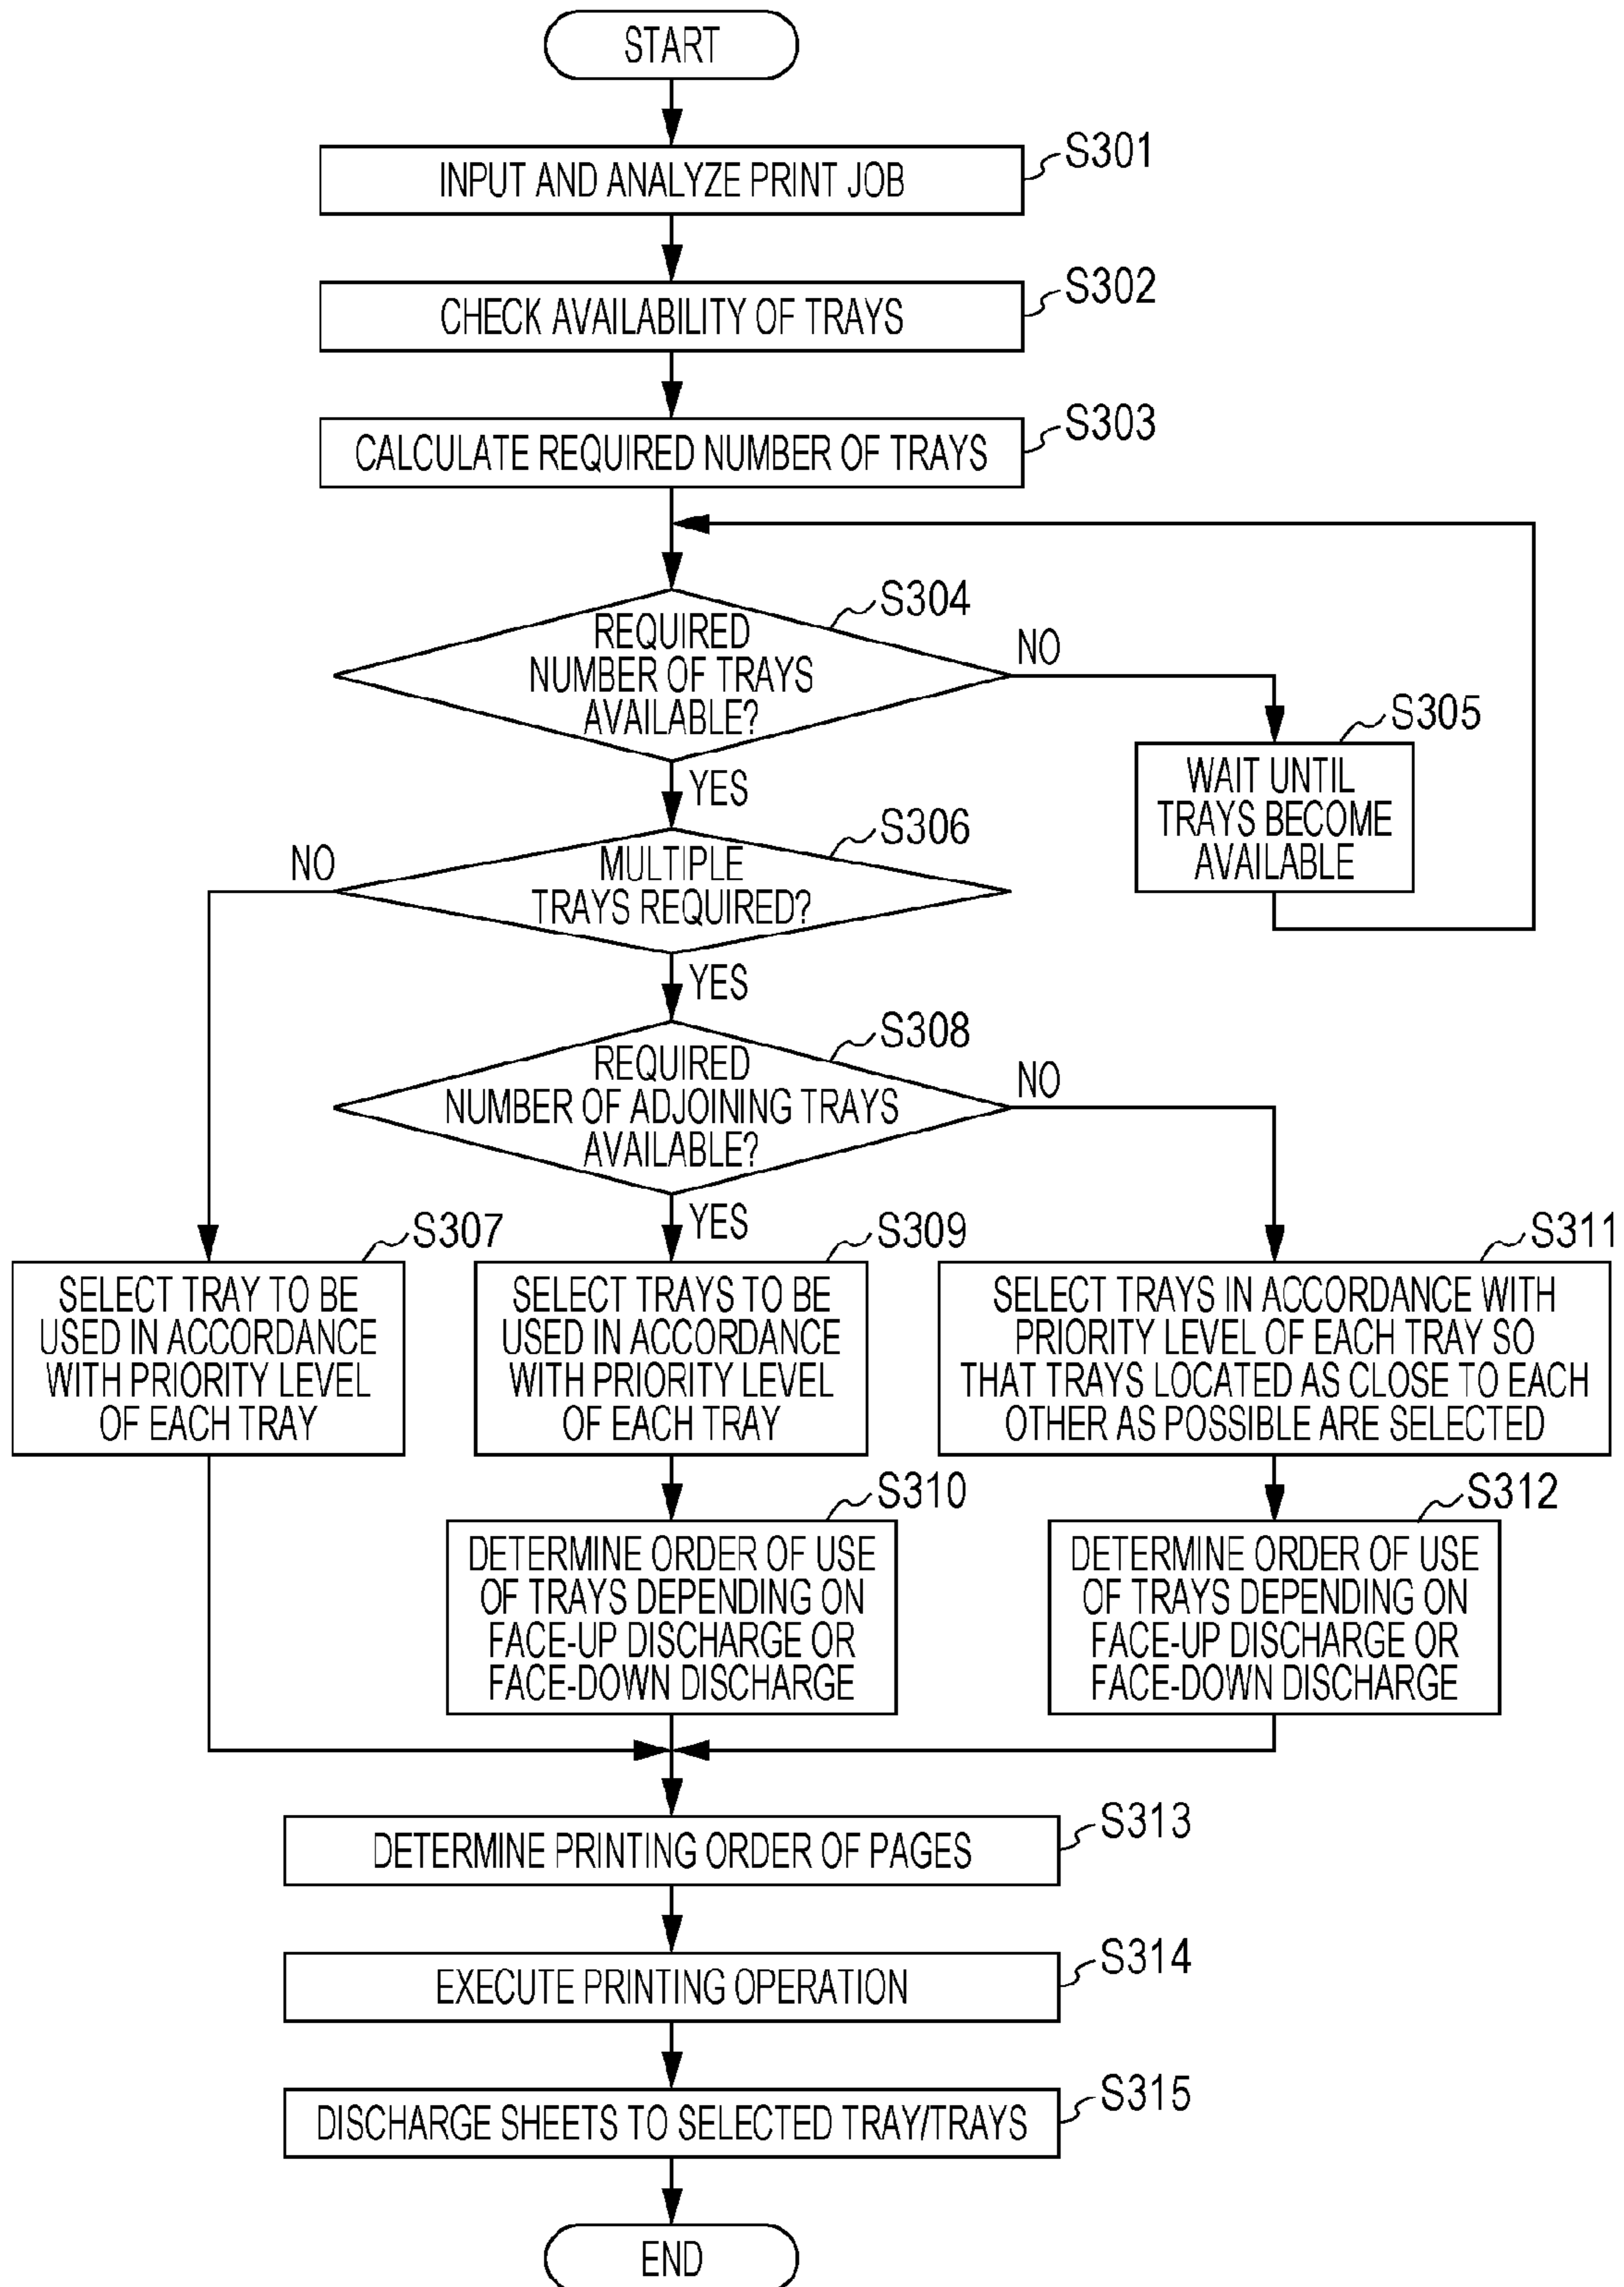 START
S301
INPUT AND ANALYZE PRINT JOB
S302
CHECK AVAILABILITY OF TRAYS
S303
CALCULATE REQUIRED NUMBER OF TRAYS
S304
REQUIRED
NUMBER OF TRAYS
AVAILABLE?
NO
YES
S305
WAIT UNTIL
TRAYS BECOME
AVAILABLE
S306
MULTIPLE
TRAYS REQUIRED?
NO
YES
S308
REQUIRED
NUMBER OF ADJOINING TRAYS
AVAILABLE?
NO
YES
S307
SELECT TRAY TO BE
USED IN ACCORDANCE
WITH PRIORITY LEVEL
OF EACH TRAY
S309
SELECT TRAYS TO BE
USED IN ACCORDANCE
WITH PRIORITY LEVEL
OF EACH TRAY
S311
SELECT TRAYS IN ACCORDANCE WITH
PRIORITY LEVEL OF EACH TRAY SO
THAT TRAYS LOCATED AS CLOSE TO EACH
OTHER AS POSSIBLE ARE SELECTED
S310
DETERMINE ORDER OF USE
OF TRAYS DEPENDING ON
FACE-UP DISCHARGE OR
FACE-DOWN DISCHARGE
S312
DETERMINE ORDER OF USE
OF TRAYS DEPENDING ON
FACE-UP DISCHARGE OR
FACE-DOWN DISCHARGE
S313
DETERMINE PRINTING ORDER OF PAGES
S314
EXECUTE PRINTING OPERATION
S315
DISCHARGE SHEETS TO SELECTED TRAY/TRAYS
END